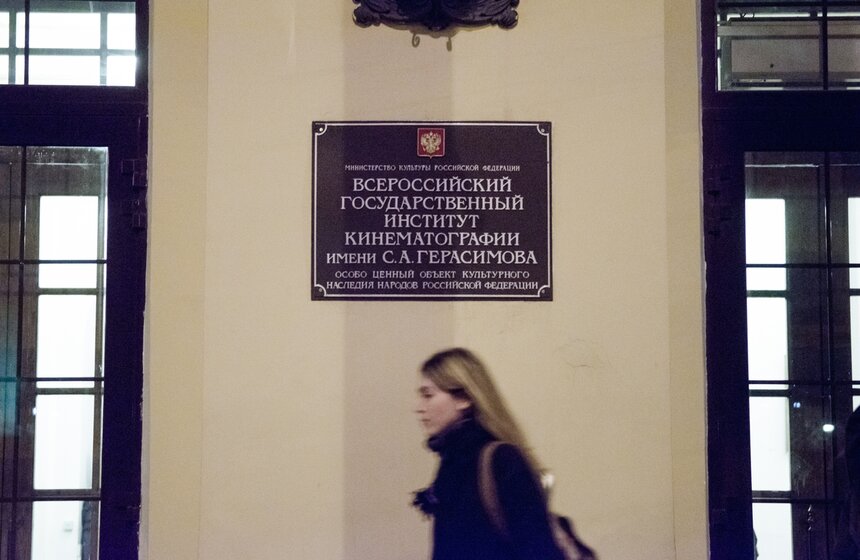 МИНИСТЕРСТВО КУЛЬТУРЫ РОССИЙСКОЙ ФЕДЕРАЦИИ
ВСЕРОССИЙСКИЙ
ГОСУДАРСТВЕННЫЙ
ИНСТИТУТ
КИНЕМАТОГРАФИИ
ИМЕНИ С.А.ГЕРАСИМОВА
ОСОБО ЦЕННЫЙ ОБЪЕКТ КУЛЬТУРНОГО
НАСЛЕДИЯ НАРОДОВ РОССИЙСКОЙ ФЕДЕРАЦИИ